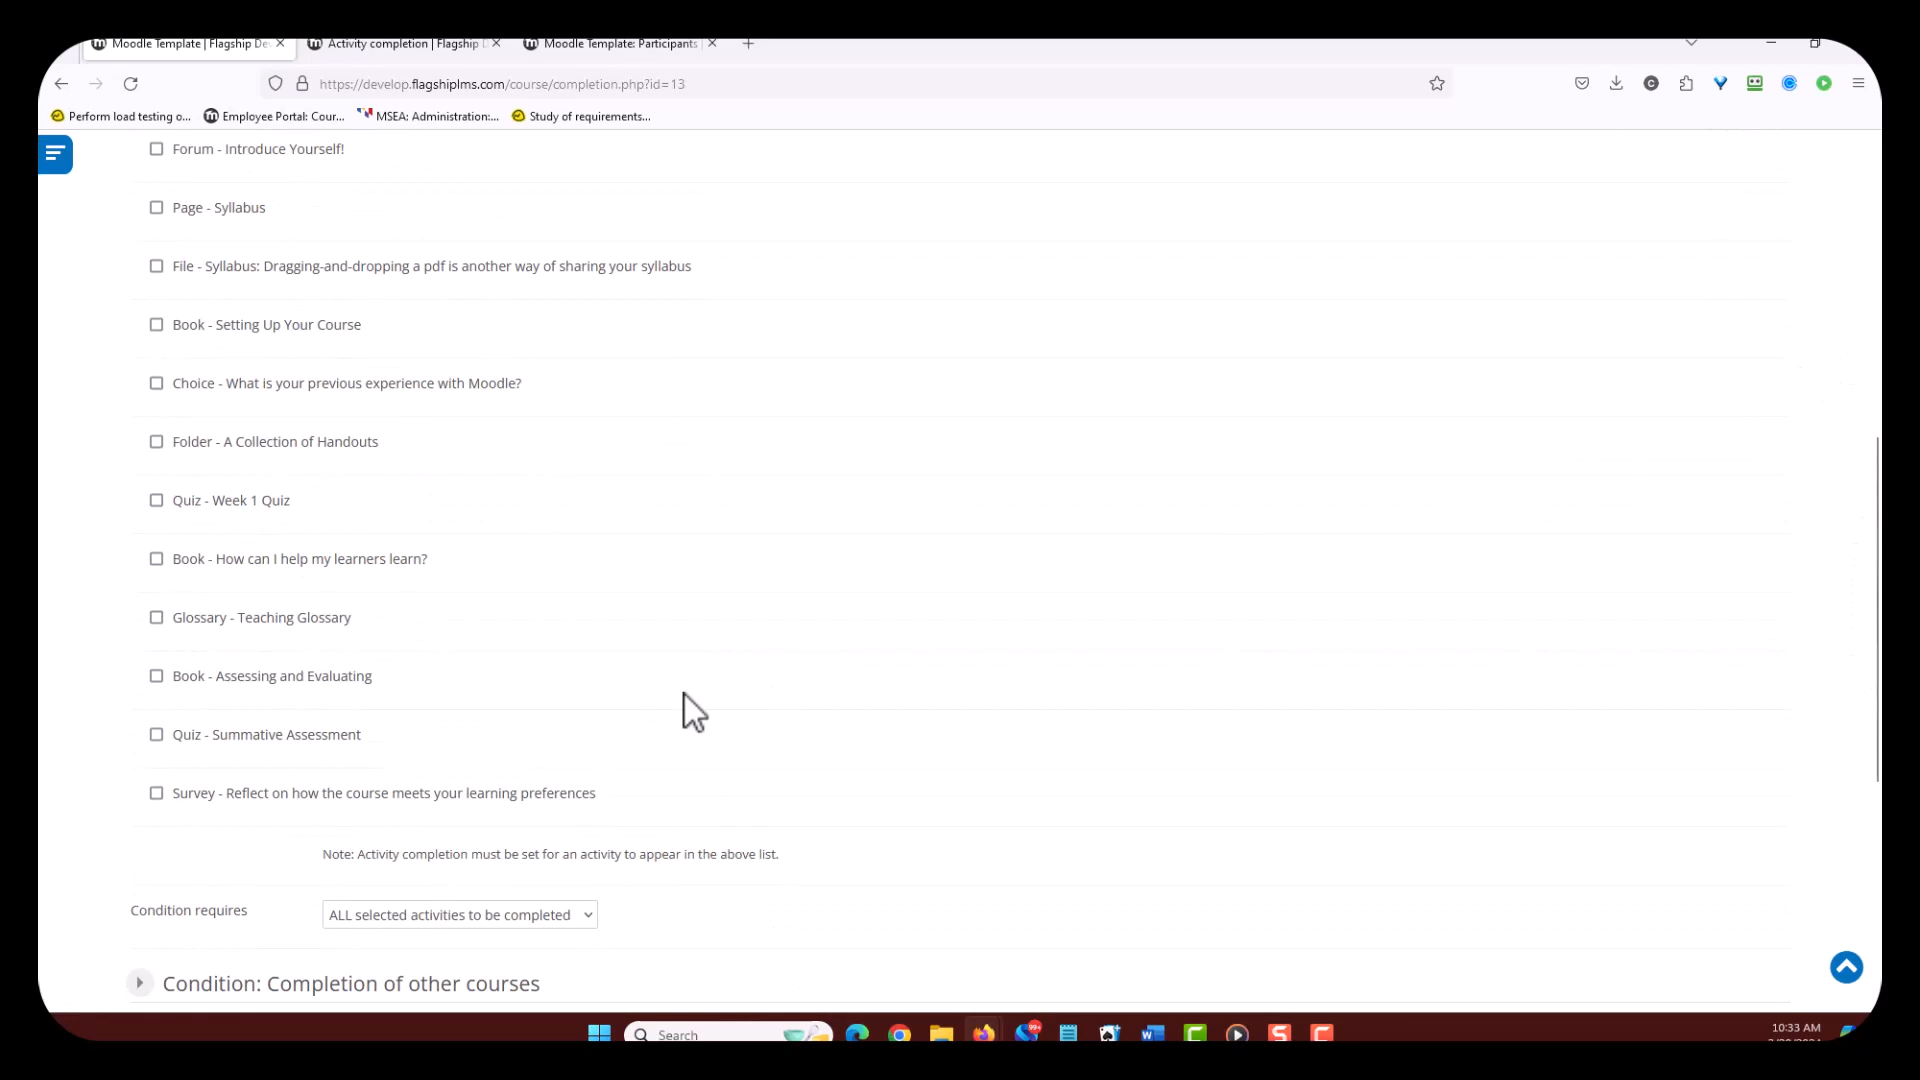 Moodle Template | Flagship De
Activity completion | Flagship D
Moodle Template: Participants
https://develop.flagshiplms.com/course/completion.php?id=13
Perform load testing o...
Employee Portal: Cour...
MSEA: Administration:...
Study of requirements...
Forum - Introduce Yourself!
Page - Syllabus
File - Syllabus: Dragging-and-dropping a pdf is another way of sharing your syllabus
Book - Setting Up Your Course
Choice - What is your previous experience with Moodle?
Folder - A Collection of Handouts
Quiz - Week 1 Quiz
Book - How can I help my learners learn?
Glossary - Teaching Glossary
Book - Assessing and Evaluating
Quiz - Summative Assessment
Survey - Reflect on how the course meets your learning preferences
Note: Activity completion must be set for an activity to appear in the above list.
Condition requires
ALL selected activities to be completed
Condition: Completion of other courses
Search
99+
10:33 AM